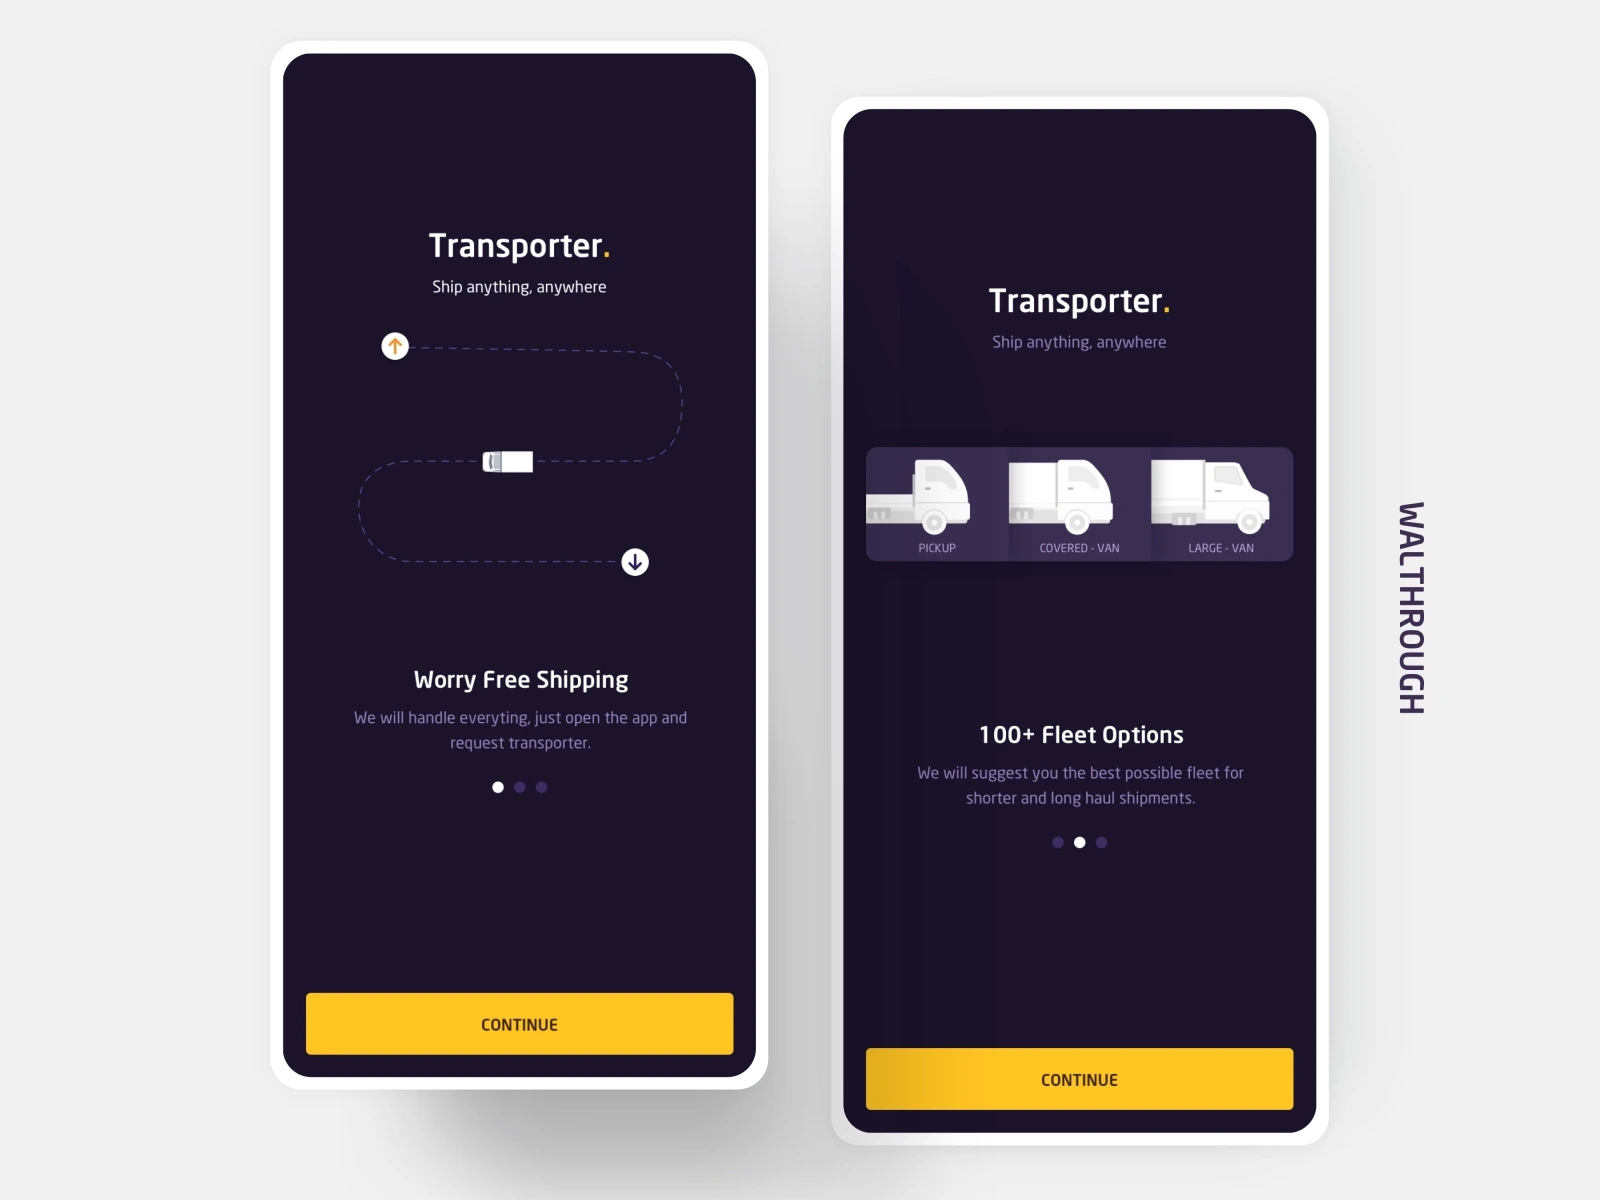 Transporter.
Ship anything, anywhere
Worry Free Shipping
We will handle everyting, just open the app and
request transporter.
CONTINUE
Transporter.
Ship anything, anywhere
PICKUP
COVERED - VAN
LARGE - VAN
100+ Fleet Options
We will suggest you the best possible fleet for
shorter and long haul shipments.
CONTINUE
WALTHROUGH